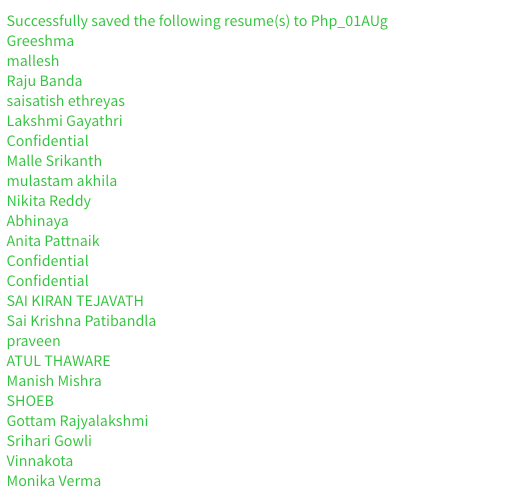 Successfully saved the following resume(s) to Php_01AUg
Greeshma
mallesh
Raju Banda
saisatish ethreyas
Lakshmi Gayathri
Confidential
Malle Srikanth
mulastam akhila
Nikita Reddy
Abhinaya
Anita Pattnaik
Confidential
Confidential
SAI KIRAN TEJAVATH
Sai Krishna Patibandla
praveen
ATUL THAWARE
Manish Mishra
SHOEB
Gottam Rajyalakshmi
Srihari Gowli
Vinnakota
Monika Verma